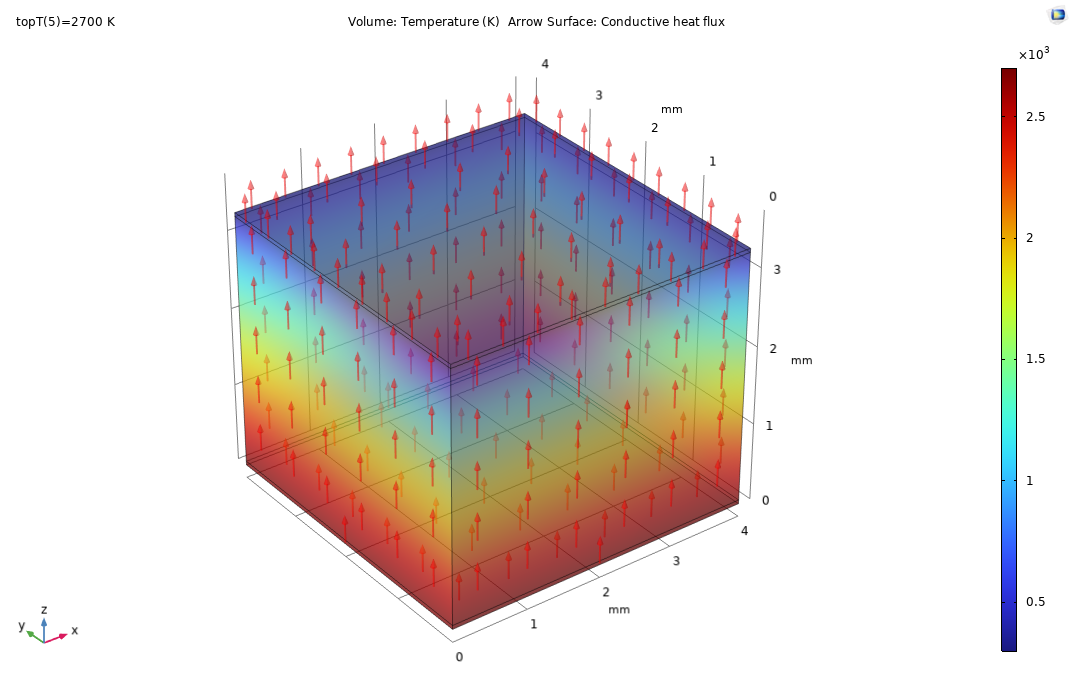 topT(5)=2700 K
Volume: Temperature (K) Arrow Surface: Conductive heat flux
×10³
4
3
mm
2
1
0
3
2
mm
1
0
4
3
2
mm
1
0
2.5
2
1.5
1
0.5
z
y
x